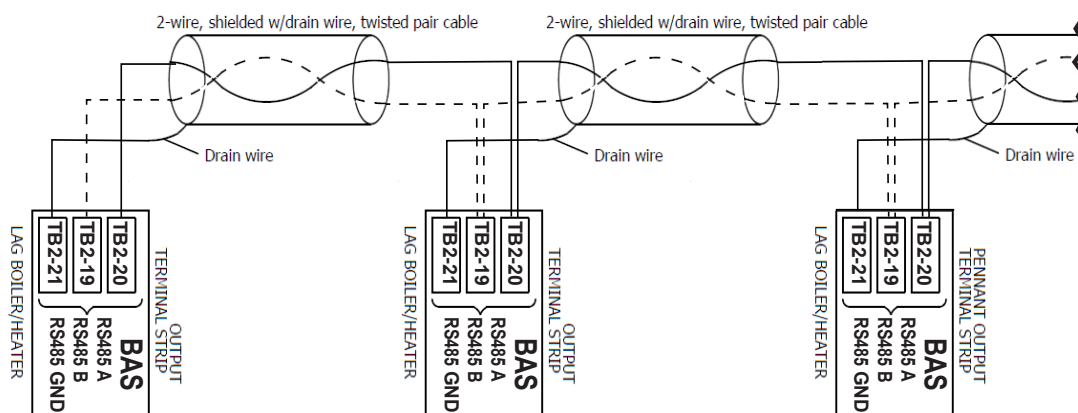 2-wire, shielded w/drain wire, twisted pair cable
2-wire, shielded w/drain wire, twisted pair cable
Drain wire
Drain wire
Drain wire
LAG BOILER/HEATER
TB2-21
TB2-19
TB2-20
RS485 GND
RS485 B
RS485 A
BAS
OUTPUT
TERMINAL STRIP
LAG BOILER/HEATER
TB2-21
TB2-19
TB2-20
RS485 GND
RS485 B
RS485 A
BAS
OUTPUT
TERMINAL STRIP
LAG BOILER/HEATER
TB2-21
TB2-19
TB2-20
RS485 GND
RS485 B
RS485 A
BAS
PENNANT OUTPUT
TERMINAL STRIP